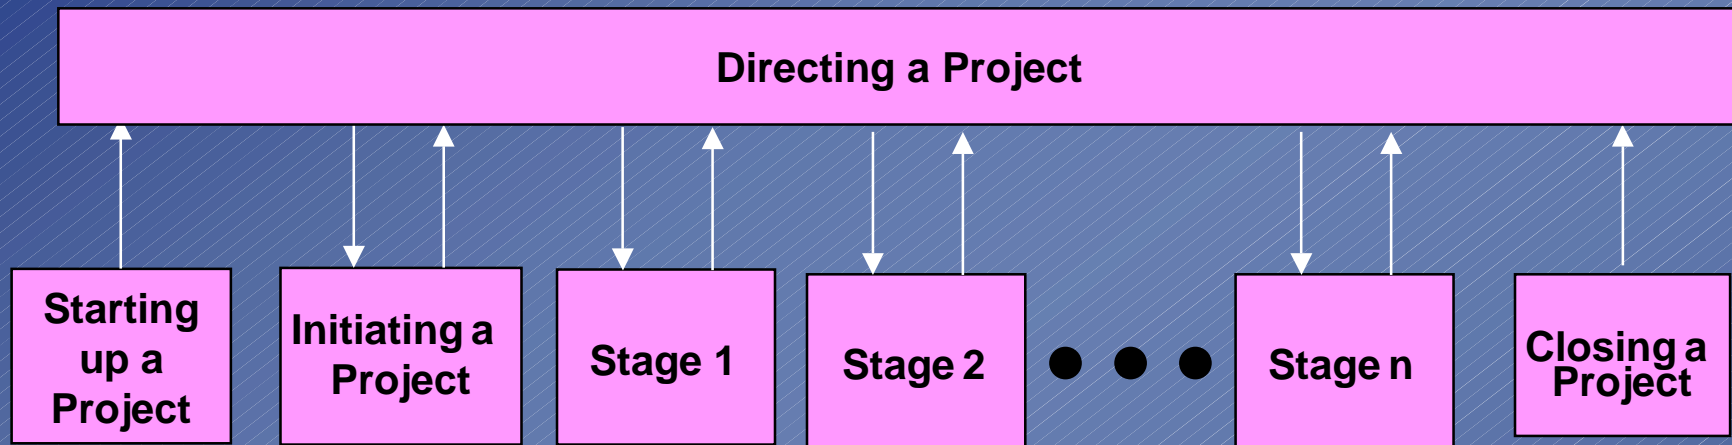 Directing a Project
Starting
up a
Project
Initiating a
Project
Stage 1
Stage 2
Stage n
Closing a
Project